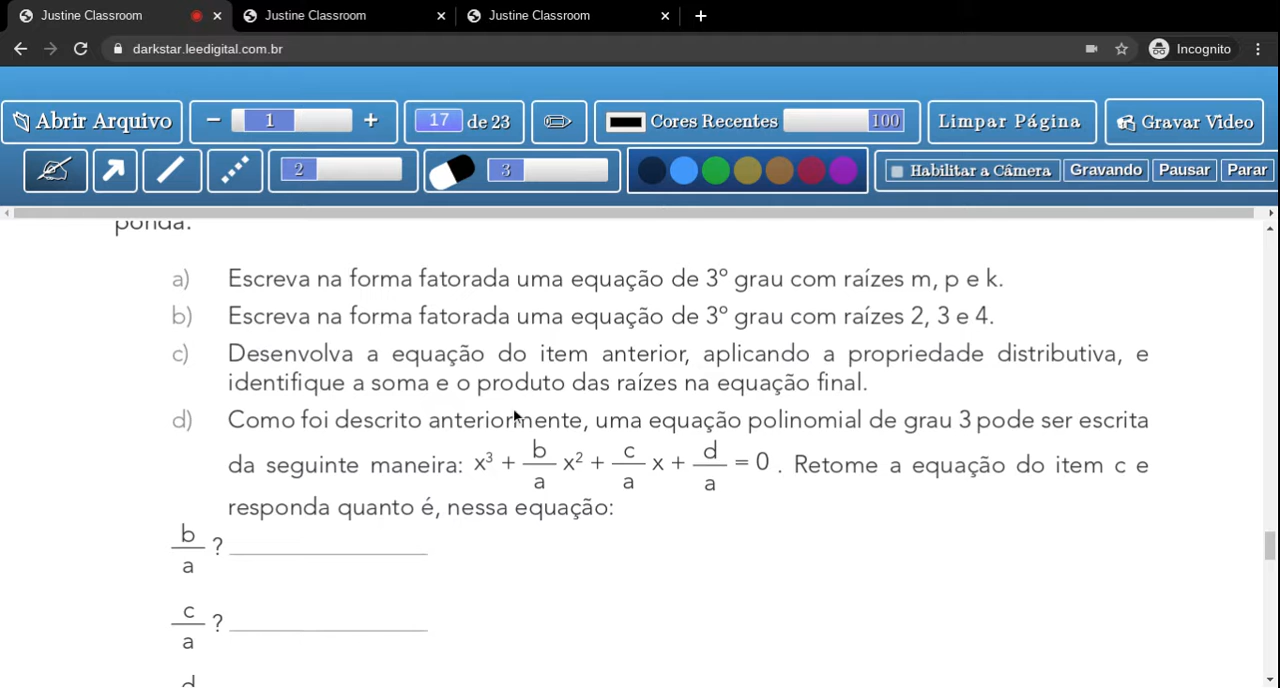 Justine Classroom
Justine Classroom
Justine Classroom
darkstar.leedigital.com.br
Incognito
Abrir Arquivo
− 1 +
17 de 23
Cores Recentes 100
Limpar Página
Gravar Video
2
3
Habilitar a Câmera
Gravando
Pausar
Parar
ponda:
a) Escreva na forma fatorada uma equação de 3º grau com raízes m, p e k.
b) Escreva na forma fatorada uma equação de 3º grau com raízes 2, 3 e 4.
c) Desenvolva a equação do item anterior, aplicando a propriedade distributiva, e
identifique a soma e o produto das raízes na equação final.
d) Como foi descrito anteriormente, uma equação polinomial de grau 3 pode ser escrita
da seguinte maneira: x³ + b/a x² + c/a x + d/a = 0 . Retome a equação do item c e
responda quanto é, nessa equação:
b/a ? ____________
c/a ? ____________
d